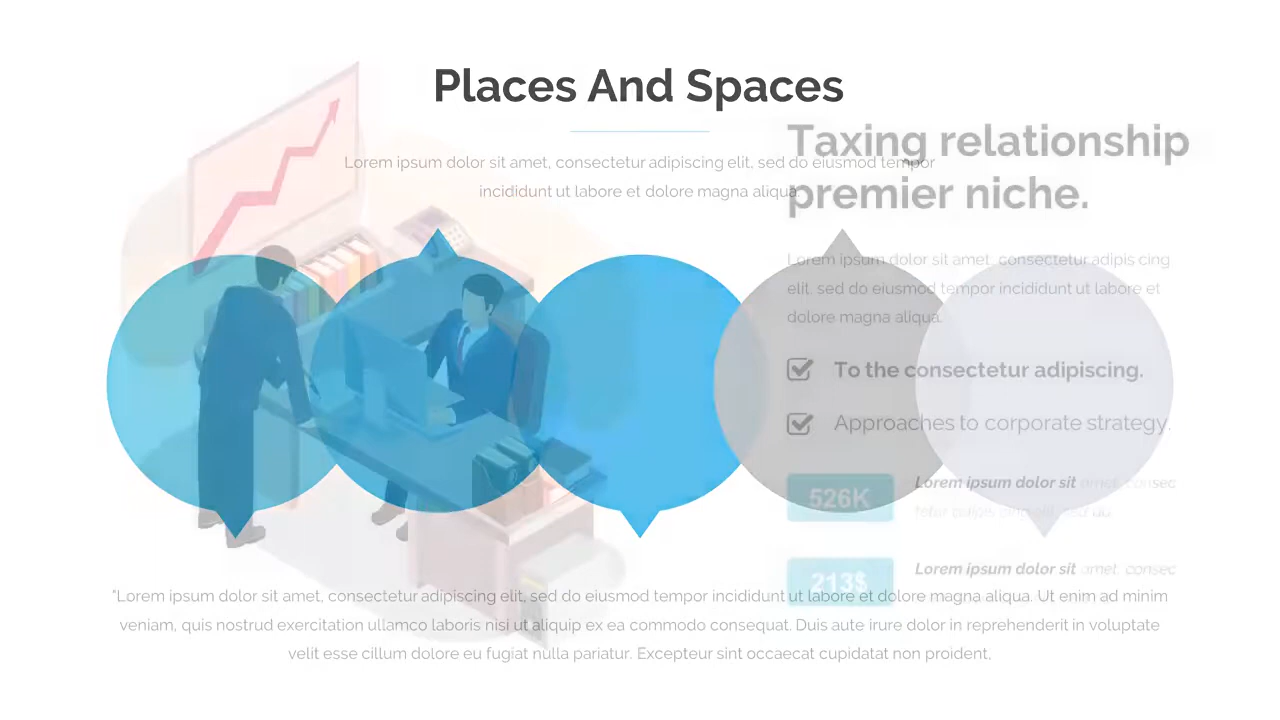 Places And Spaces
Taxing relationship
premier niche.
Lorem ipsum dolor sit amet, consectetur adipiscing elit, sed do eiusmod tempor
incididunt ut labore et dolore magna aliqua.
Lorem ipsum dolor sit amet, consectetur adipis cing
elit, sed do eiusmod tempor incididunt ut labore et
dolore magna aliqua.
To the consectetur adipiscing.
Approaches to corporate strategy.
526K
Lorem ipsum dolor sit amet, consec
213$
Lorem ipsum dolor sit amet, consec
"Lorem ipsum dolor sit amet, consectetur adipiscing elit, sed do eiusmod tempor incididunt ut labore et dolore magna aliqua. Ut enim ad minim
veniam, quis nostrud exercitation ullamco laboris nisi ut aliquip ex ea commodo consequat. Duis aute irure dolor in reprehenderit in voluptate
velit esse cillum dolore eu fugiat nulla pariatur. Excepteur sint occaecat cupidatat non proident,